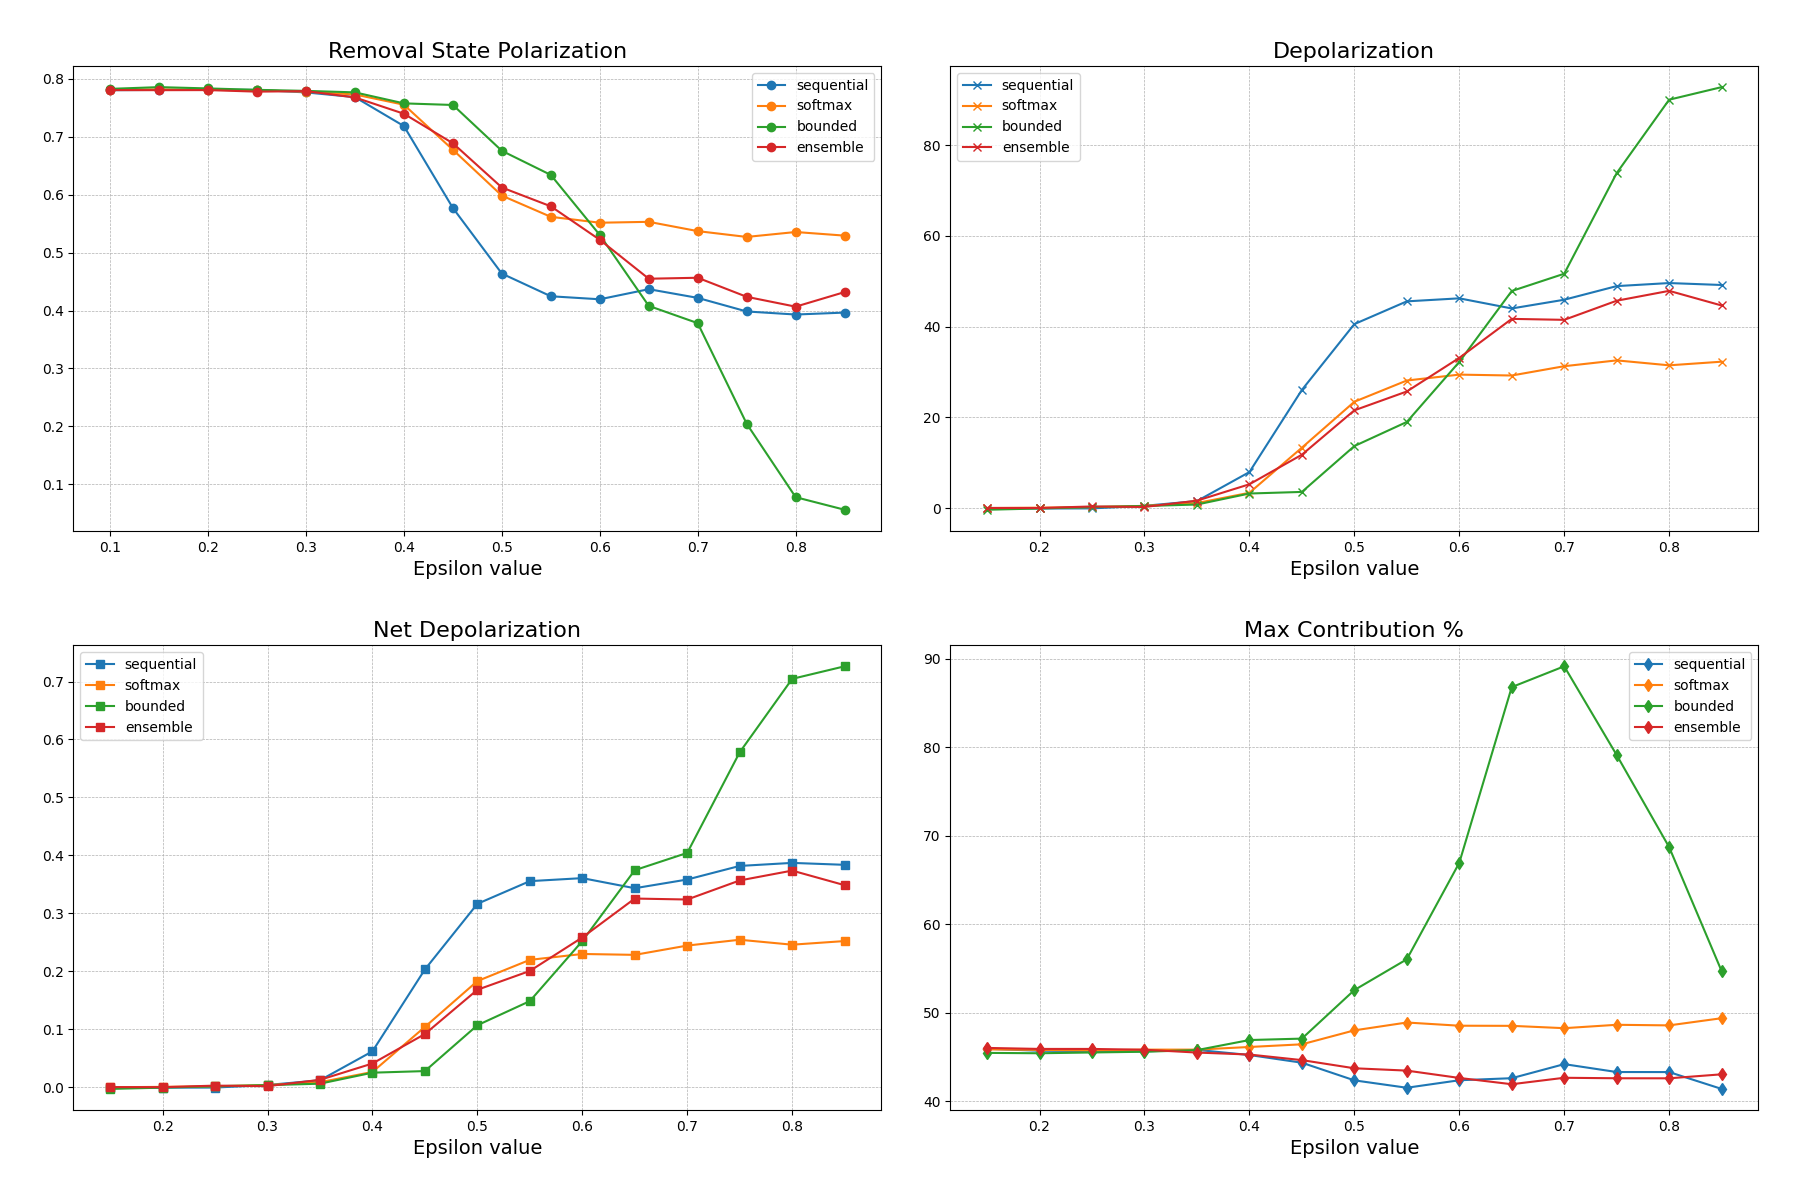 Removal State Polarization
0.8
0.7
0.6
0.5
0.4
0.3
0.2
0.1
sequential
softmax
bounded
ensemble
0.1 0.2 0.3 0.4 0.5 0.6 0.7 0.8
Epsilon value
Depolarization
80
60
40
20
0
sequential
softmax
bounded
ensemble
0.2 0.3 0.4 0.5 0.6 0.7 0.8
Epsilon value
Net Depolarization
0.7
0.6
0.5
0.4
0.3
0.2
0.1
0.0
sequential
softmax
bounded
ensemble
0.2 0.3 0.4 0.5 0.6 0.7 0.8
Epsilon value
Max Contribution %
90
80
70
60
50
40
sequential
softmax
bounded
ensemble
0.2 0.3 0.4 0.5 0.6 0.7 0.8
Epsilon value